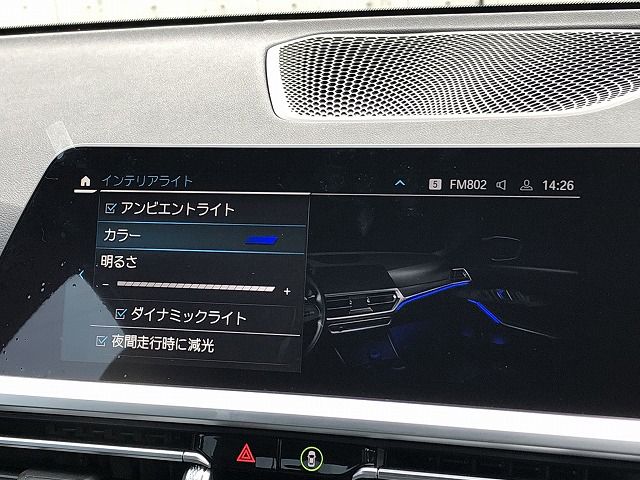 インテリアライト
5 FM802 14:26
アンビエントライト
カラー
明るさ
- +
ダイナミックライト
夜間走行時に減光